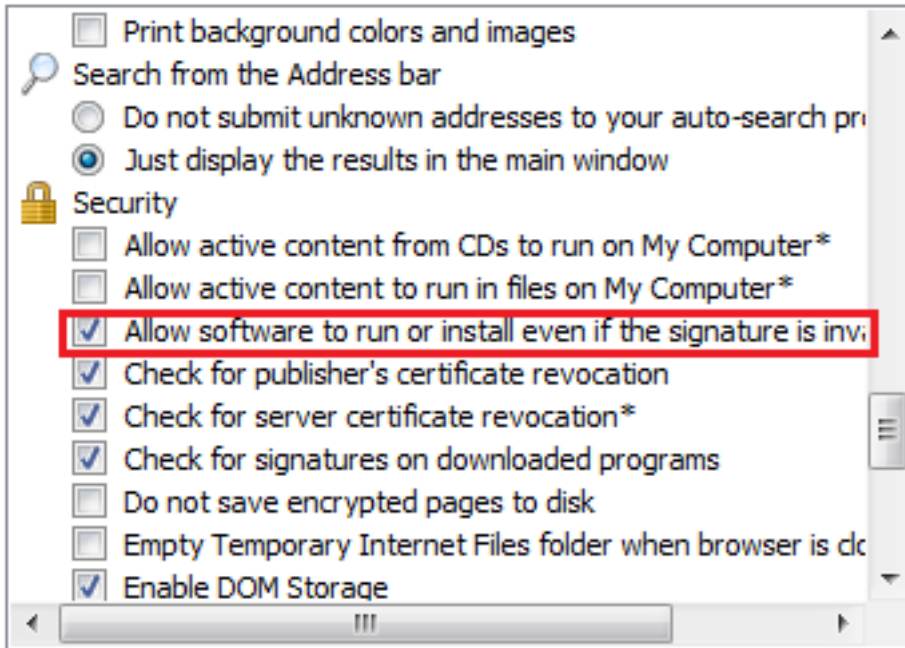 Print background colors and images
Search from the Address bar
Do not submit unknown addresses to your auto-search pr
Just display the results in the main window
Security
Allow active content from CDs to run on My Computer*
Allow active content to run in files on My Computer*
Allow software to run or install even if the signature is inva
Check for publisher's certificate revocation
Check for server certificate revocation*
Check for signatures on downloaded programs
Do not save encrypted pages to disk
Empty Temporary Internet Files folder when browser is clo
Enable DOM Storage